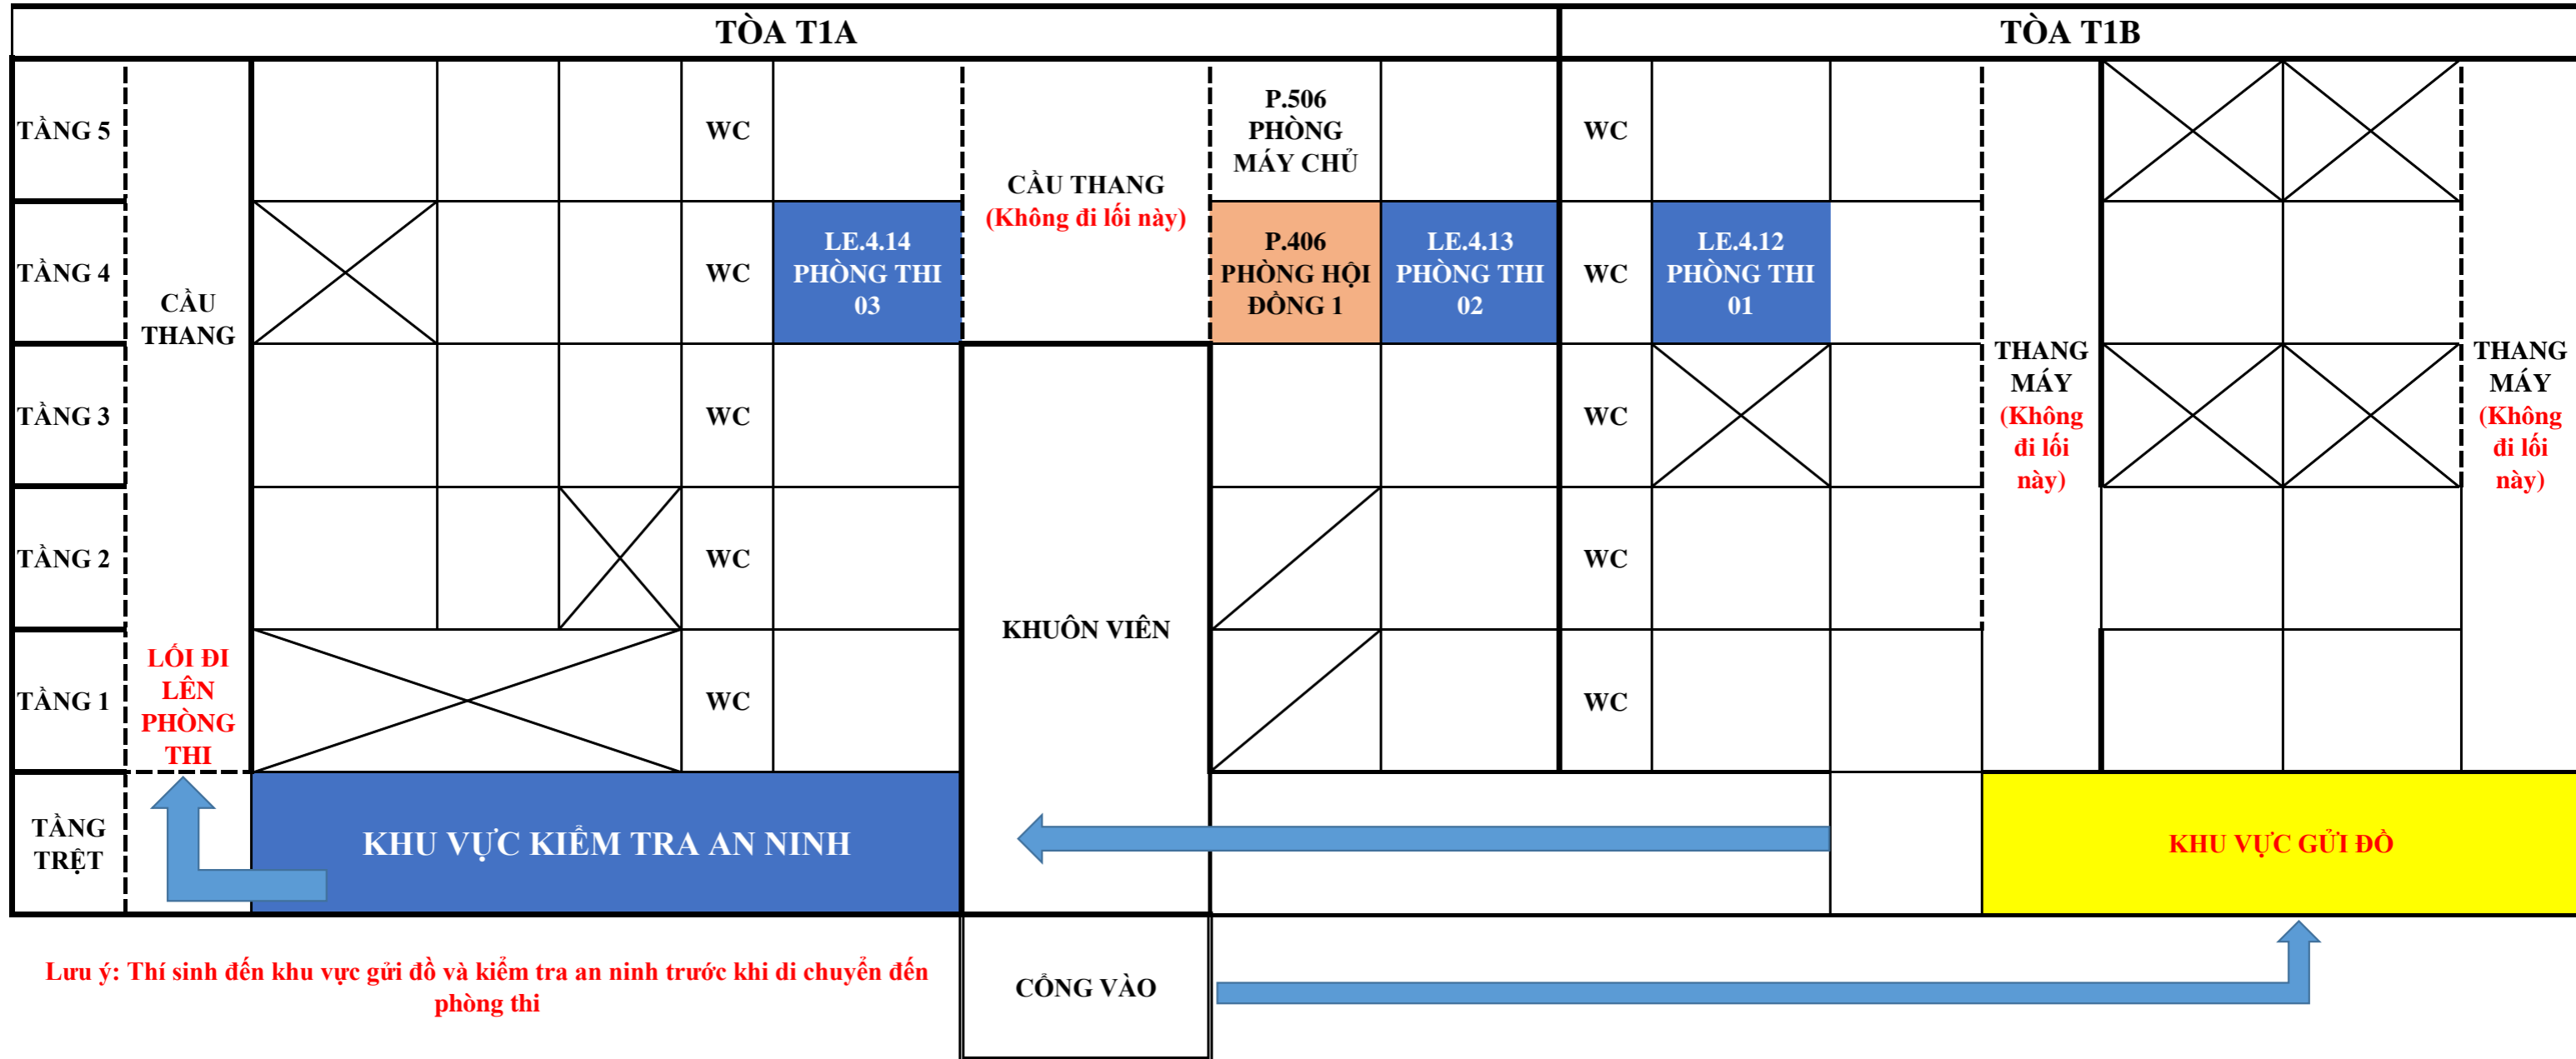 TÒA T1A
TÒA T1B
TẦNG 5
WC
P.506
PHÒNG
MÁY CHỦ
WC
CẦU THANG
(Không đi lối này)
TẦNG 4
WC
LE.4.14
PHÒNG THI
03
P.406
PHÒNG HỘI
ĐỒNG 1
LE.4.13
PHÒNG THI
02
WC
LE.4.12
PHÒNG THI
01
CẦU
THANG
TẦNG 3
WC
WC
THANG
MÁY
(Không
đi lối
này)
THANG
MÁY
(Không
đi lối
này)
TẦNG 2
WC
WC
KHUÔN VIÊN
TẦNG 1
LỐI ĐI
LÊN
PHÒNG
THI
WC
WC
TẦNG
TRỆT
KHU VỰC KIỂM TRA AN NINH
KHU VỰC GỬI ĐỒ
Lưu ý: Thí sinh đến khu vực gửi đồ và kiểm tra an ninh trước khi di chuyển đến
phòng thi
CỔNG VÀO